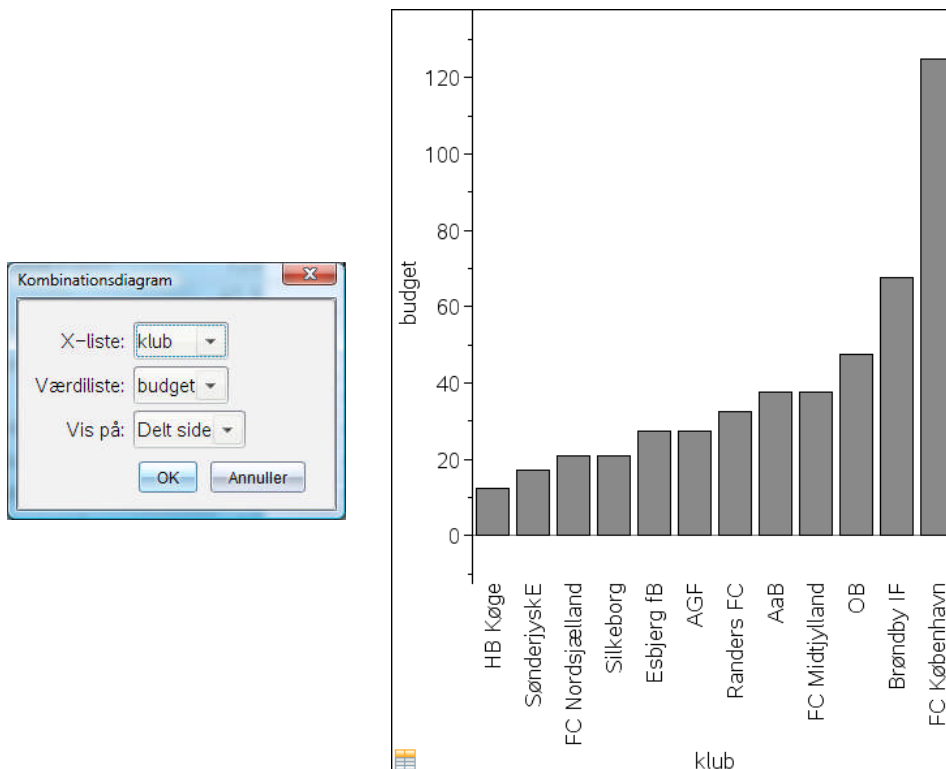 Kombinationsdiagram
X-liste: klub
Værdiliste: budget
Vis på: Delt side
OK Annuller
budget
120
100
80
60
40
20
0
HB Køge
SønderjyskE
FC Nordsjælland
Silkeborg
Esbjerg fB
AGF
Randers FC
AaB
FC Midtjylland
OB
Brøndby IF
FC København
klub